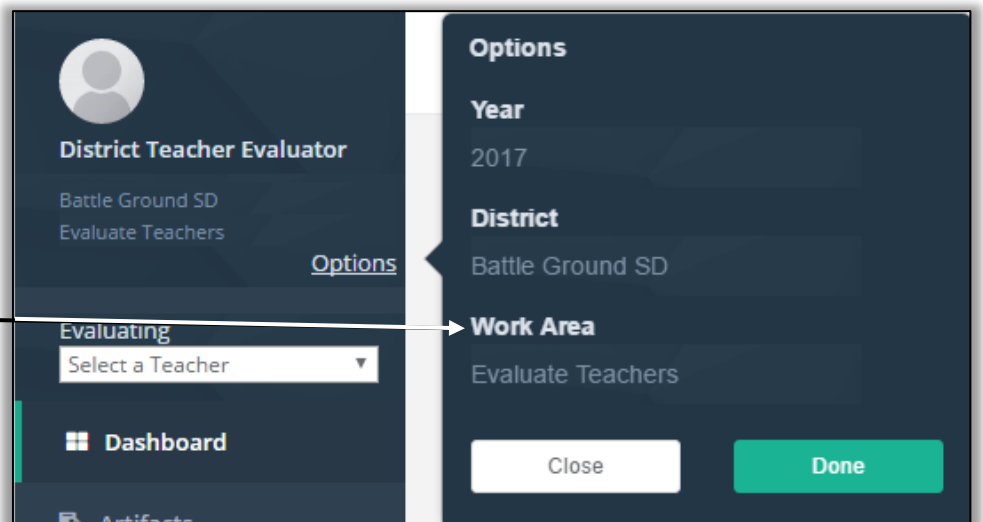 District Teacher Evaluator
Battle Ground SD
Evaluate Teachers
Options
Evaluating
Select a Teacher
Dashboard
Artifacts
Options
Year
2017
District
Battle Ground SD
Work Area
Evaluate Teachers
Close
Done